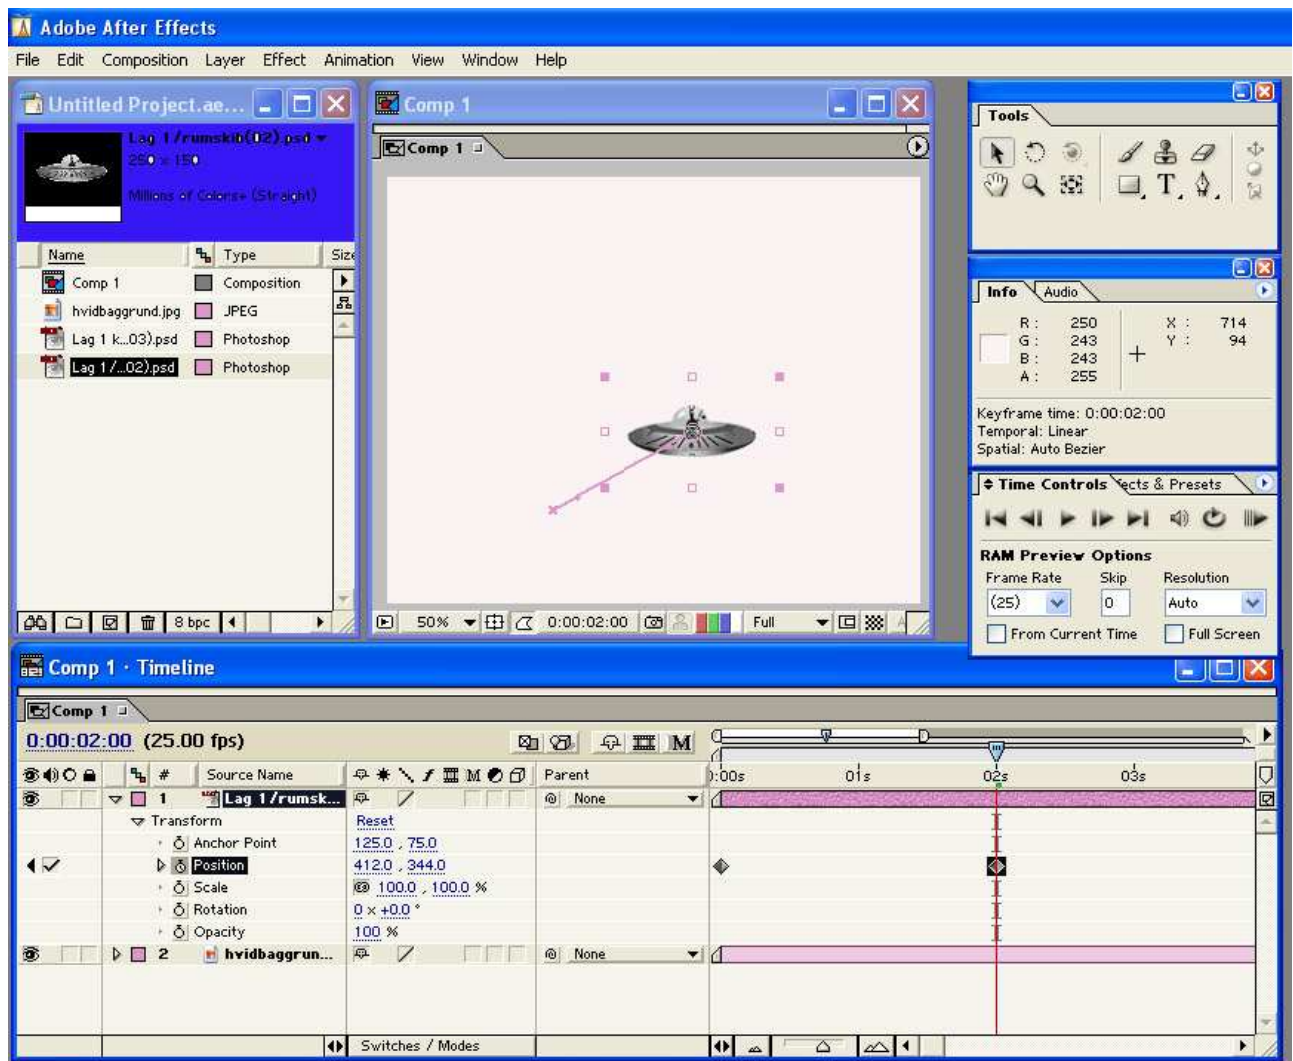 Adobe After Effects
File Edit Composition Layer Effect Animation View Window Help
Untitled Project.ae...
Lag 1/rumskib(02).psd
250 x 150
Millions of Colors+ (Straight)
Name Type Size
Comp 1 Composition
hvidbaggrund.jpg JPEG
Lag 1 k...03).psd Photoshop
Lag 1/...02).psd Photoshop
8 bpc
Comp 1
Comp 1
50% 0:00:02:00 Full
Tools
T
Info Audio
R : 250 X : 714
G : 243 Y : 94
B : 243
A : 255
Keyframe time: 0:00:02:00
Temporal: Linear
Spatial: Auto Bezier
Time Controls fects & Presets
RAM Preview Options
Frame Rate Skip Resolution
(25) 0 Auto
From Current Time Full Screen
Comp 1 · Timeline
Comp 1
0:00:02:00 (25.00 fps) M
# Source Name M Parent ):00s 01s 02s 03s
1 Lag 1/rumsk... None
Transform Reset
Anchor Point 125.0 , 75.0
Position 412.0 , 344.0
Scale 100.0 , 100.0 %
Rotation 0 x +0.0 °
Opacity 100 %
2 hvidbaggrun... None
Switches / Modes